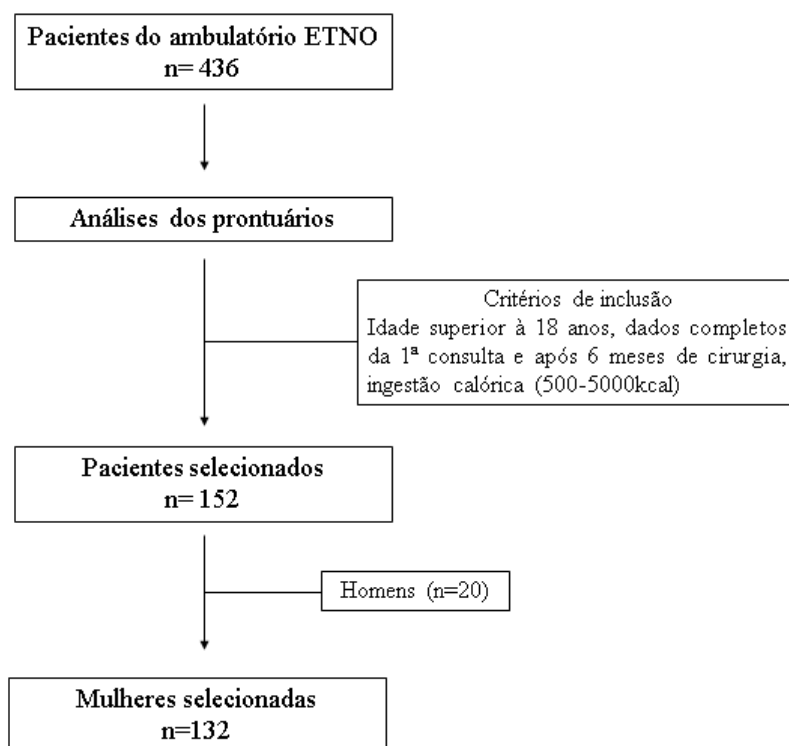 Pacientes do ambulatório ETNO
n= 436
Análises dos prontuários
Critérios de inclusão
Idade superior à 18 anos, dados completos
da 1ª consulta e após 6 meses de cirurgia,
ingestão calórica (500-5000kcal)
Pacientes selecionados
n= 152
Homens (n=20)
Mulheres selecionadas
n=132